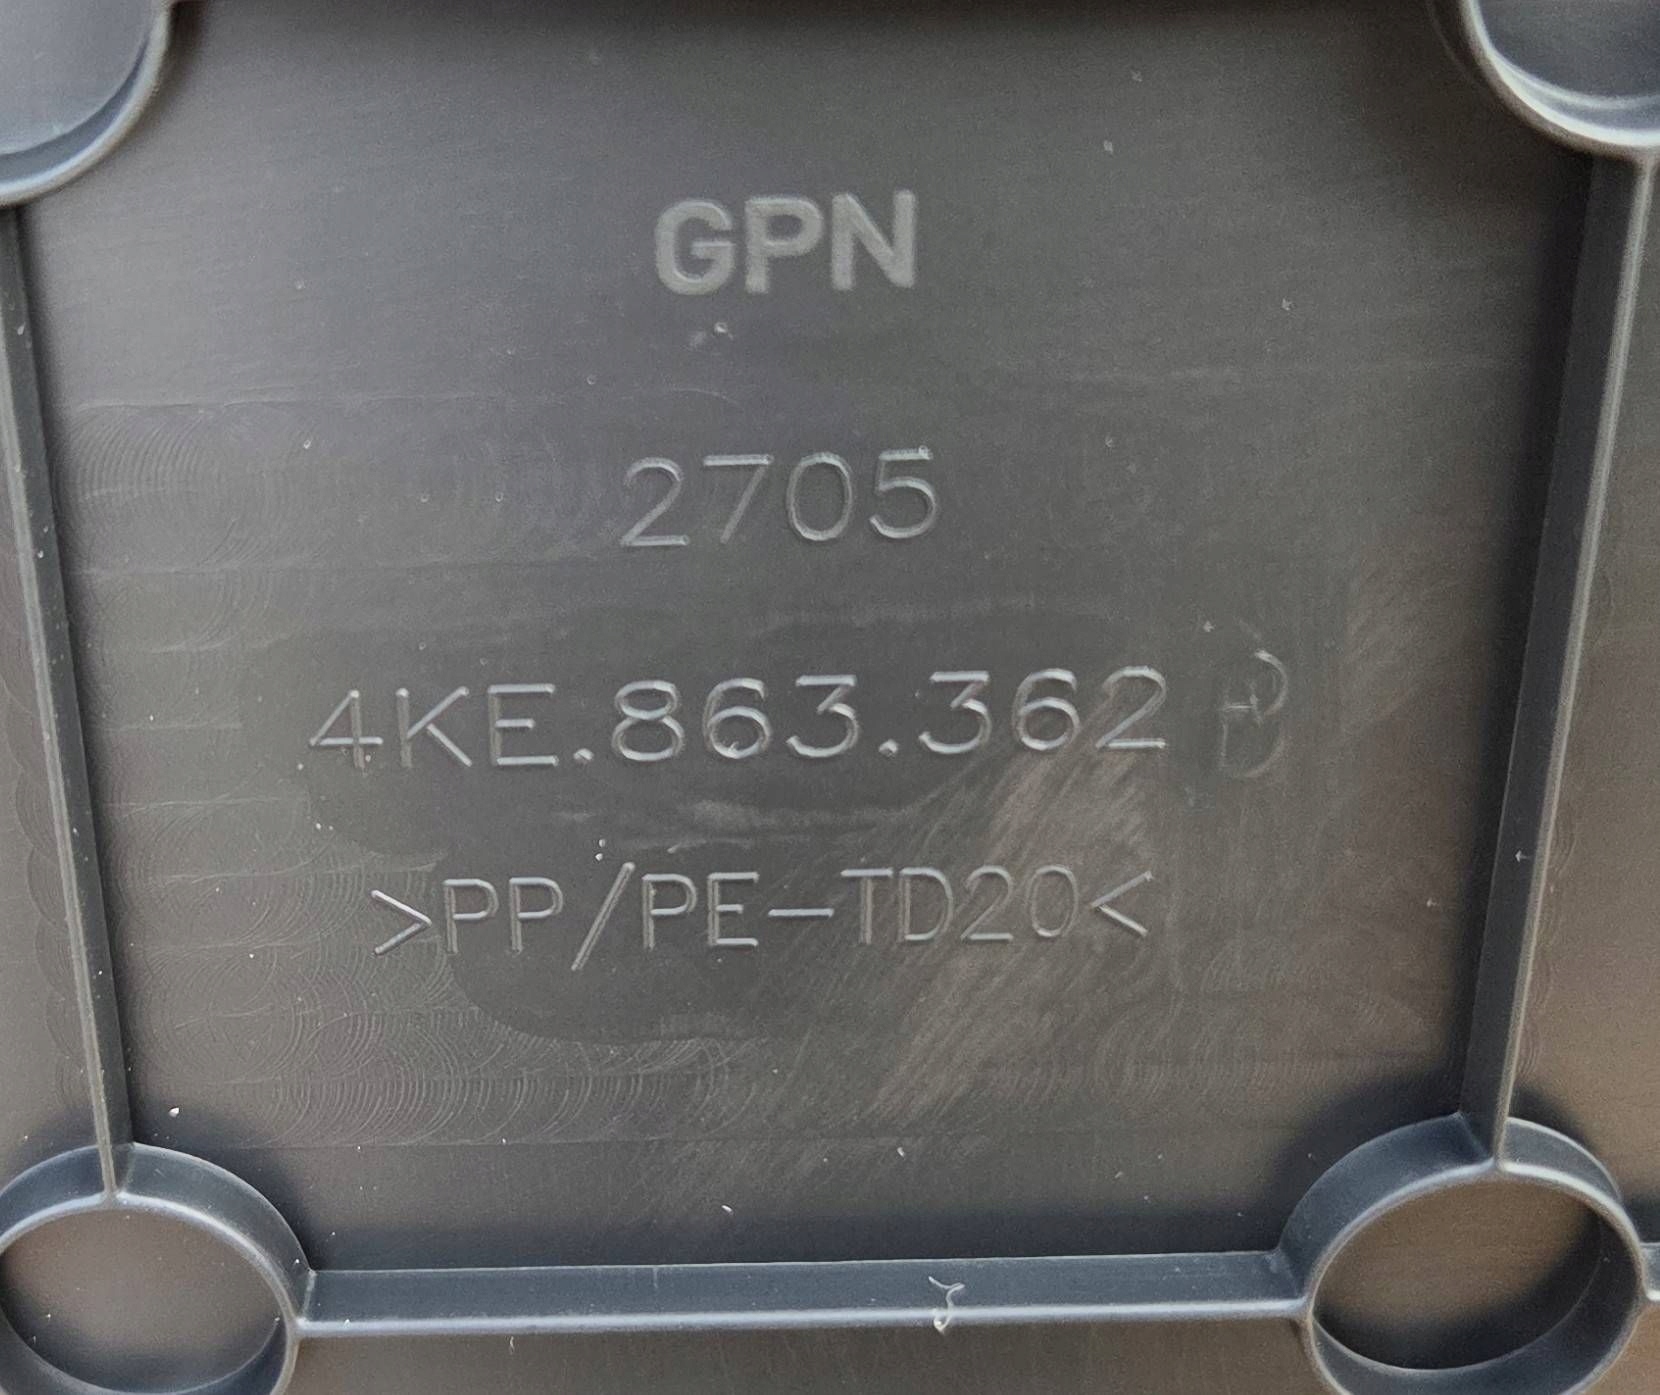 GPN
2705
4KE.863.362
>PP/PE-TD20<